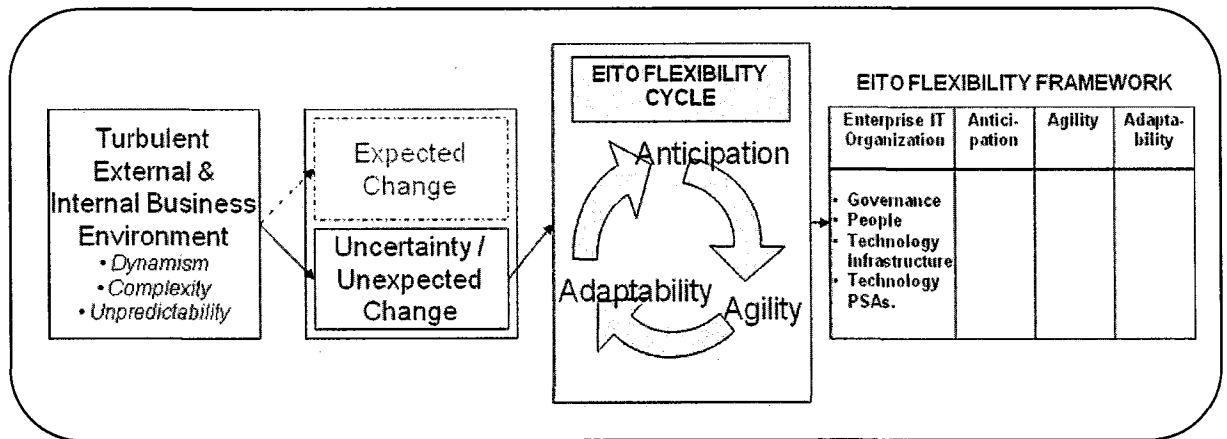 Turbulent
External &
Internal Business
Environment
• Dynamism
• Complexity
• Unpredictability
Expected
Change
Uncertainty /
Unexpected
Change
EITO FLEXIBILITY
CYCLE
Anticipation
Agility
Adaptability
EITO FLEXIBILITY FRAMEWORK
Enterprise IT
Organization
Antici-
pation
Agility
Adapta-
bility
• Governance
• People
• Technology
Infrastructure
• Technology
PSAs.